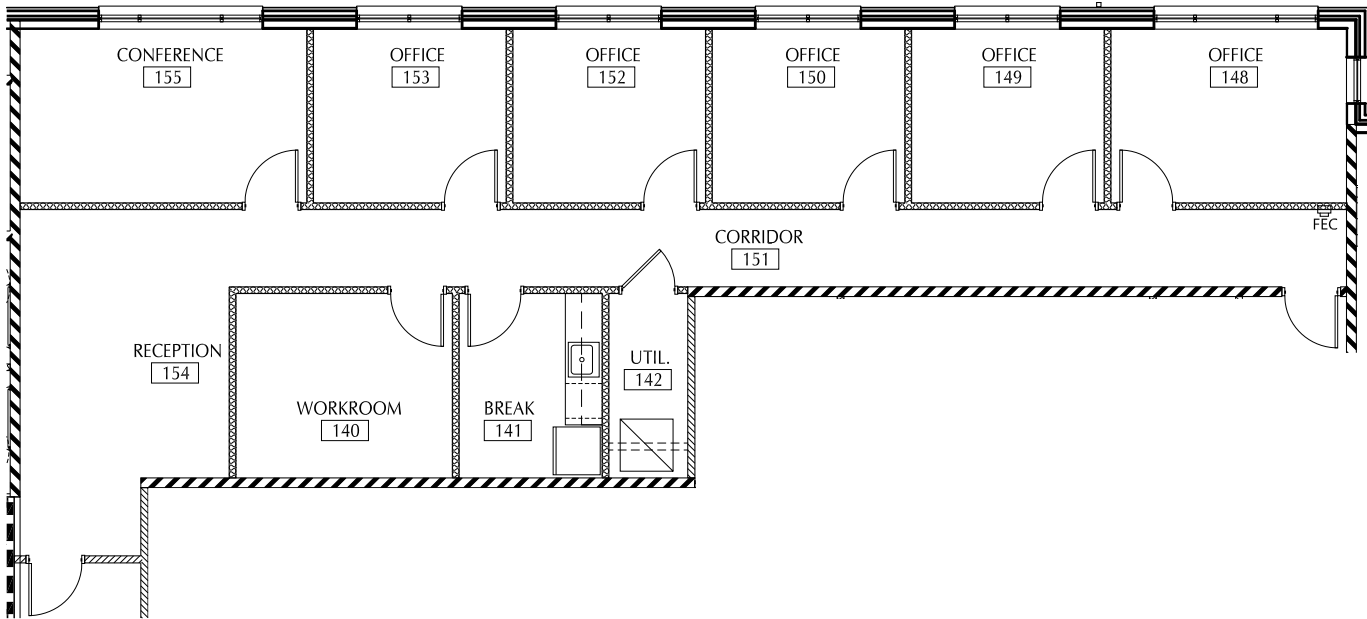 CONFERENCE
155
OFFICE
153
OFFICE
152
OFFICE
150
OFFICE
149
OFFICE
148
CORRIDOR
151
FEC
RECEPTION
154
WORKROOM
140
BREAK
141
UTIL.
142